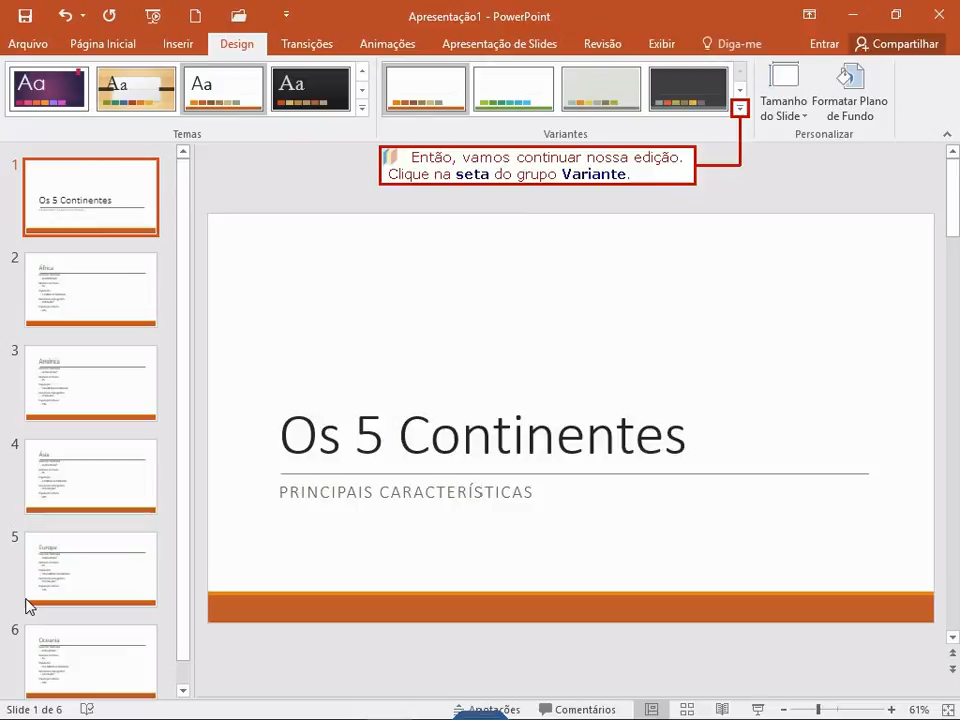 Apresentação1 - PowerPoint
Arquivo Página Inicial Inserir Design Transições Animações Apresentação de Slides Revisão Exibir Diga-me Entrar Compartilhar
Aa Aa Aa Aa
Tamanho do Slide
Formatar Plano de Fundo
Temas Variantes Personalizar
Então, vamos continuar nossa edição.
Clique na seta do grupo Variante.
1
Os 5 Continentes
2
África
3
América
4
Ásia
5
Europa
6
Oceania
Os 5 Continentes
PRINCIPAIS CARACTERÍSTICAS
Slide 1 de 6 Anotações Comentários 61%